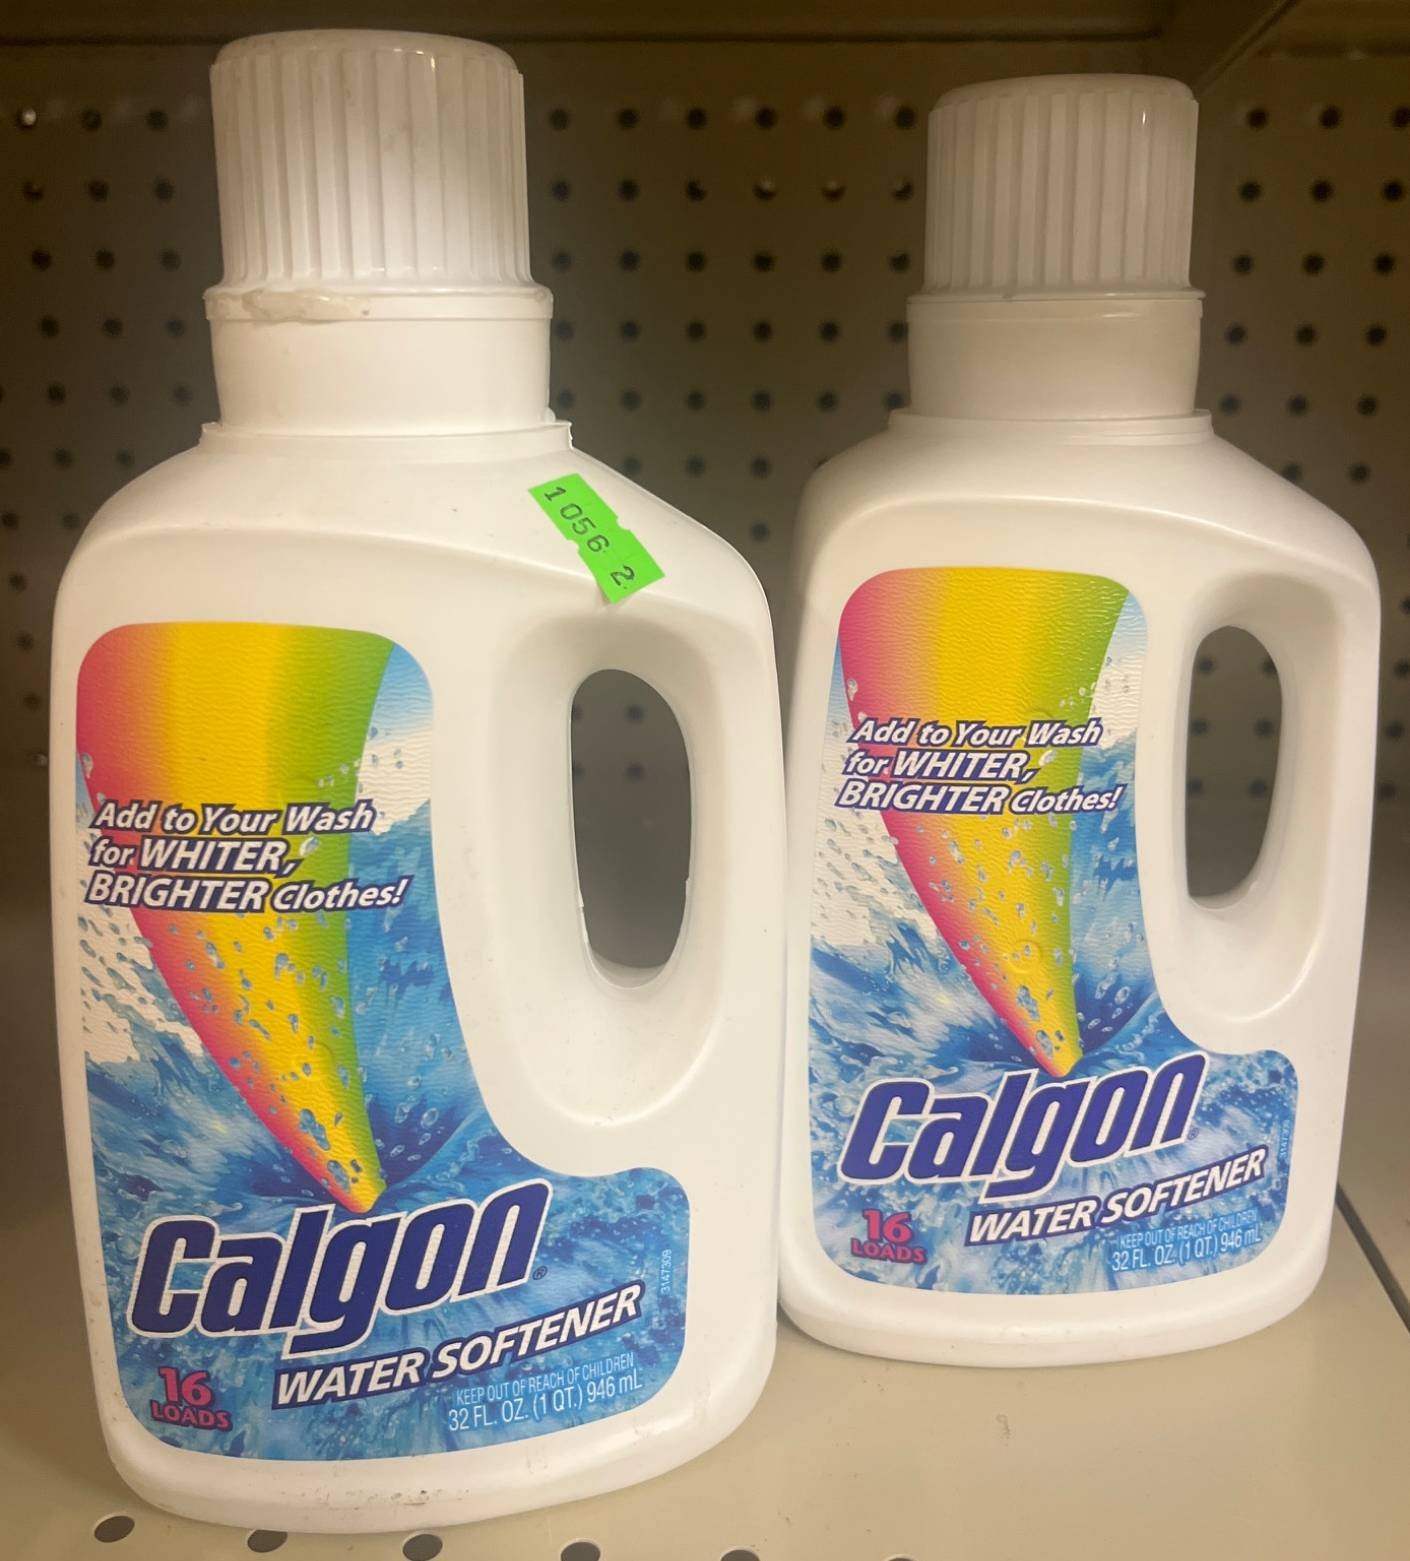 1 056 2
Add to Your Wash
for WHITER,
BRIGHTER Clothes!
Calgon®
WATER SOFTENER
16
LOADS
KEEP OUT OF REACH OF CHILDREN
32 FL. OZ. (1 QT.) 946 mL
3147309
Add to Your Wash
for WHITER,
BRIGHTER Clothes!
Calgon®
WATER SOFTENER
16
LOADS
KEEP OUT OF REACH OF CHILDREN
32 FL. OZ. (1 QT.) 946 mL